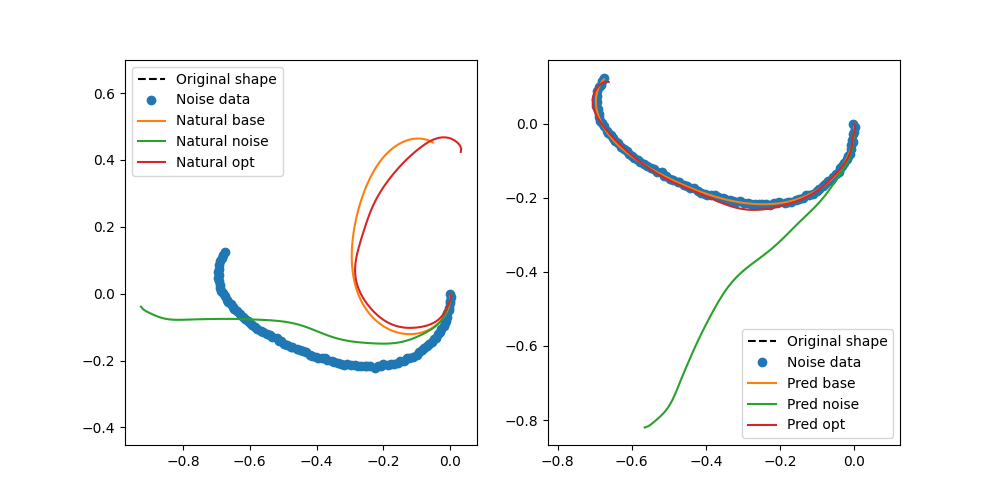 Original shape
Noise data
Natural base
Natural noise
Natural opt
0.6
0.4
0.2
0.0
−0.2
−0.4
−0.8
−0.6
−0.4
−0.2
0.0
0.0
−0.2
−0.4
−0.6
−0.8
Original shape
Noise data
Pred base
Pred noise
Pred opt
−0.8
−0.6
−0.4
−0.2
0.0